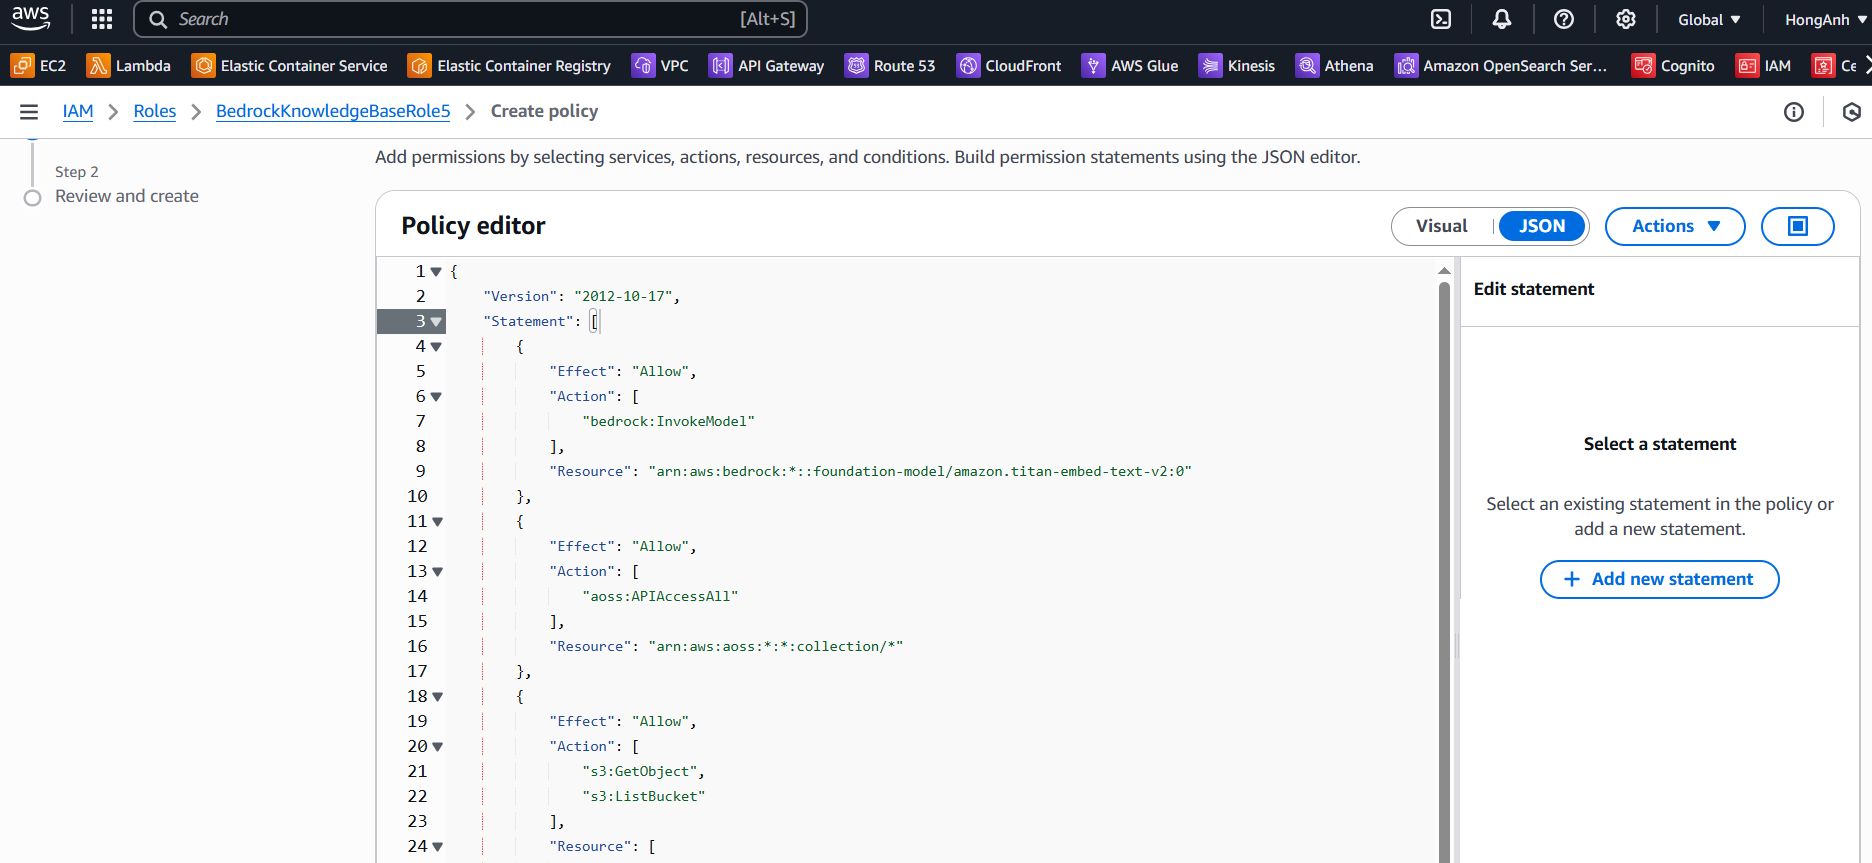 aws Search [Alt+S] Global HongAnh
EC2 Lambda Elastic Container Service Elastic Container Registry VPC API Gateway Route 53 CloudFront AWS Glue Kinesis Athena Amazon OpenSearch Ser... Cognito IAM Ce
IAM Roles BedrockKnowledgeBaseRole5 Create policy
Step 2
Review and create
Add permissions by selecting services, actions, resources, and conditions. Build permission statements using the JSON editor.
Policy editor
Visual JSON Actions
1 {
2 "Version": "2012-10-17",
3 "Statement": [
4 {
5 "Effect": "Allow",
6 "Action": [
7 "bedrock:InvokeModel"
8 ],
9 "Resource": "arn:aws:bedrock:*::foundation-model/amazon.titan-embed-text-v2:0"
10 },
11 {
12 "Effect": "Allow",
13 "Action": [
14 "aoss:APIAccessAll"
15 ],
16 "Resource": "arn:aws:aoss:*:*:collection/*"
17 },
18 {
19 "Effect": "Allow",
20 "Action": [
21 "s3:GetObject",
22 "s3:ListBucket"
23 ],
24 "Resource": [
Edit statement
Select a statement
Select an existing statement in the policy or
add a new statement.
+ Add new statement